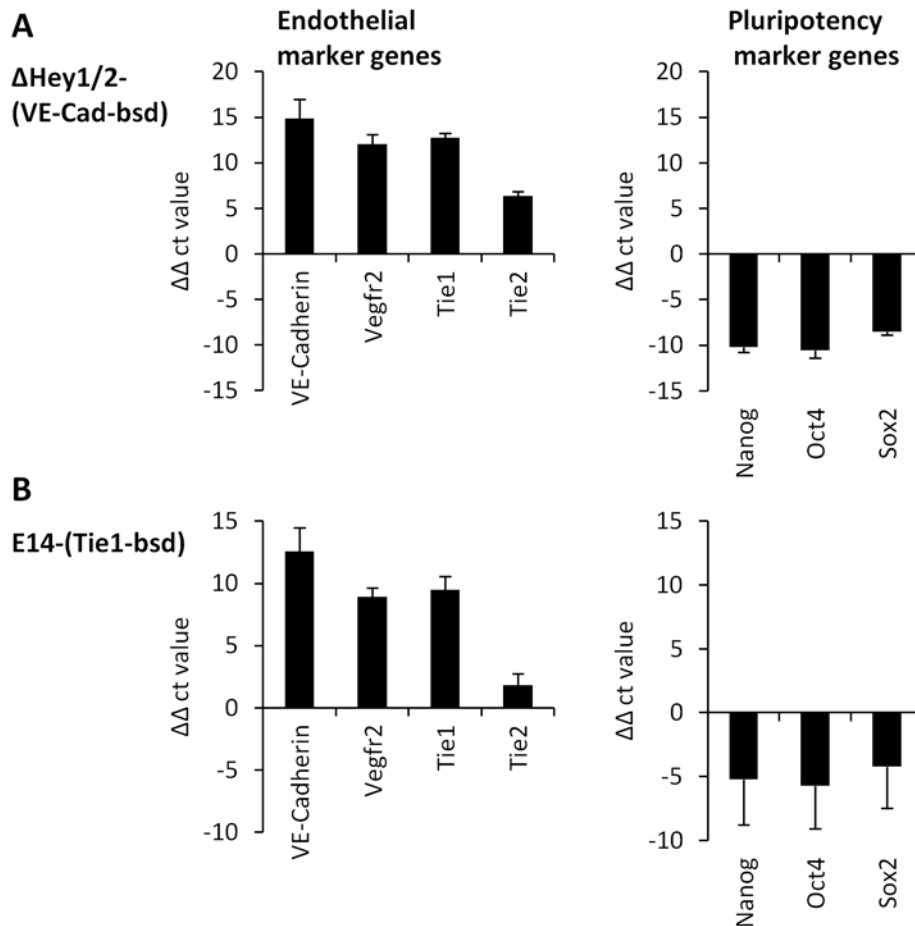 A
ΔHey1/2-
(VE-Cad-bsd)
Endothelial
marker genes
ΔΔ ct value
20
15
10
5
0
-5
-10
-15
VE-Cadherin
Vegfr2
Tie1
Tie2
Pluripotency
marker genes
ΔΔ ct value
20
15
10
5
0
-5
-10
-15
Nanog
Oct4
Sox2
B
E14-(Tie1-bsd)
ΔΔ ct value
15
10
5
0
-5
-10
VE-Cadherin
Vegfr2
Tie1
Tie2
ΔΔ ct value
15
10
5
0
-5
-10
Nanog
Oct4
Sox2